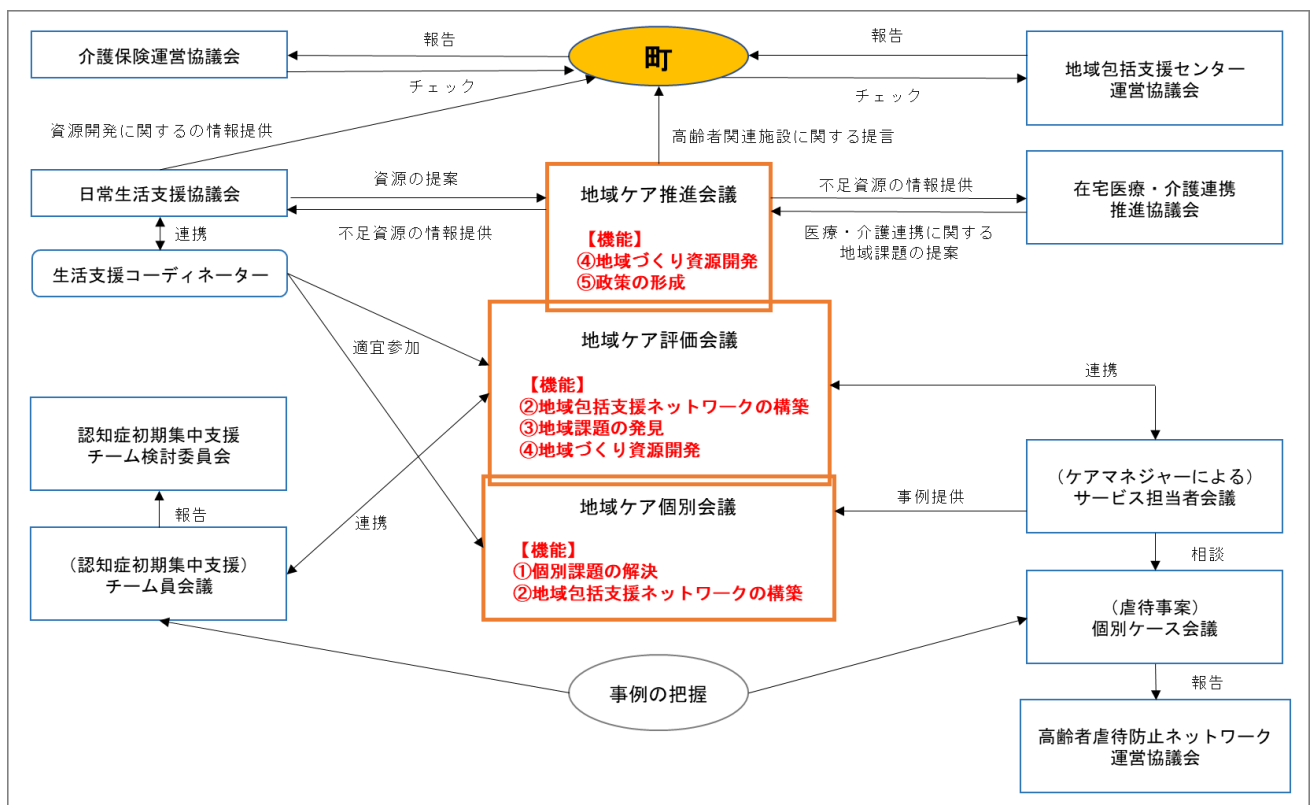 介護保険運営協議会
報告
町
報告
地域包括支援センター
運営協議会
チェック
チェック
資源開発に関するの情報提供
高齢者関連施設に関する提言
日常生活支援協議会
資源の提案
不足資源の情報提供
地域ケア推進会議
【機能】
④地域づくり資源開発
⑤政策の形成
不足資源の情報提供
医療・介護連携に関する
地域課題の提案
在宅医療・介護連携
推進協議会
連携
生活支援コーディネーター
適宜参加
地域ケア評価会議
【機能】
②地域包括支援ネットワークの構築
③地域課題の発見
④地域づくり資源開発
連携
認知症初期集中支援
チーム検討委員会
報告
（認知症初期集中支援）
チーム員会議
連携
地域ケア個別会議
【機能】
①個別課題の解決
②地域包括支援ネットワークの構築
事例提供
（ケアマネジャーによる）
サービス担当者会議
相談
（虐待事案）
個別ケース会議
事例の把握
報告
高齢者虐待防止ネットワーク
運営協議会